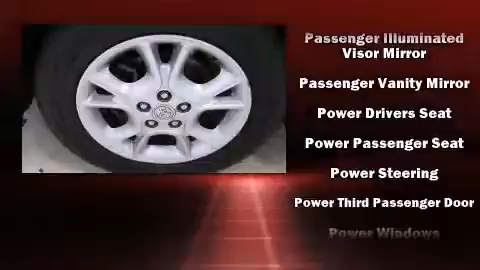 Passenger Illuminated
Visor Mirror
Passenger Vanity Mirror
Power Drivers Seat
Power Passenger Seat
Power Steering
Power Third Passenger Door
Power Windows